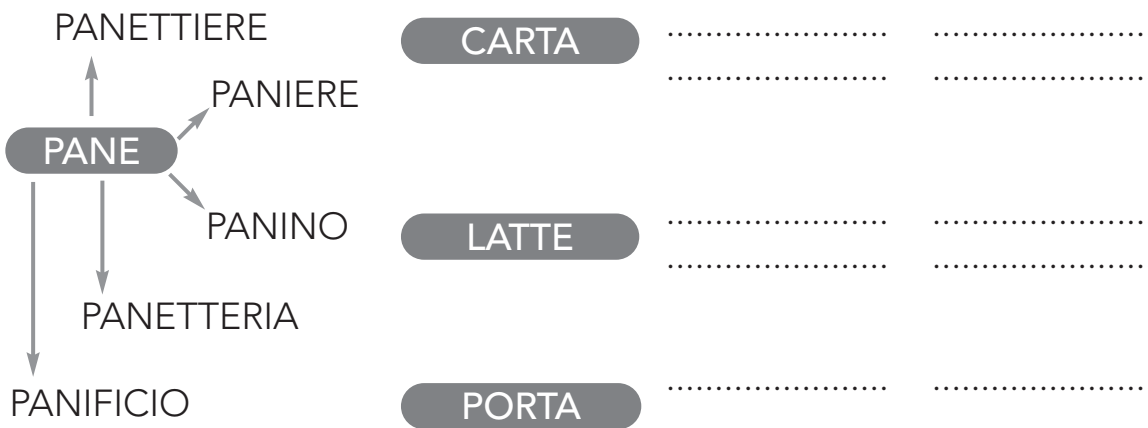 PANETTIERE
PANIERE
PANE
PANINO
PANETTERIA
PANIFICIO
CARTA ....................... ......................
....................... ......................
LATTE ....................... ......................
....................... ......................
PORTA ....................... ......................